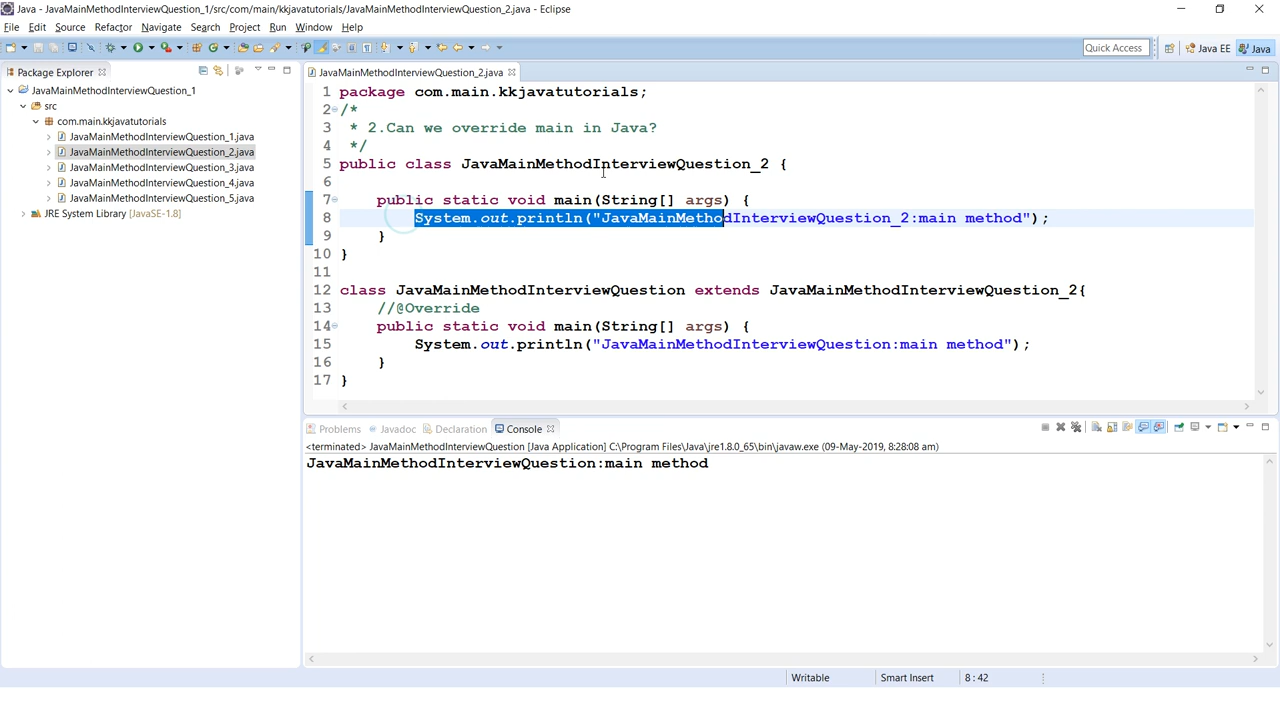 Java - JavaMainMethodInterviewQuestion_1/src/com/main/kkjavatutorials/JavaMainMethodInterviewQuestion_2.java - Eclipse
File Edit Source Refactor Navigate Search Project Run Window Help
Quick Access Java EE Java
Package Explorer
JavaMainMethodInterviewQuestion_1
src
com.main.kkjavatutorials
JavaMainMethodInterviewQuestion_1.java
JavaMainMethodInterviewQuestion_2.java
JavaMainMethodInterviewQuestion_3.java
JavaMainMethodInterviewQuestion_4.java
JavaMainMethodInterviewQuestion_5.java
JRE System Library [JavaSE-1.8]
JavaMainMethodInterviewQuestion_2.java
1 package com.main.kkjavatutorials;
2 /*
3 * 2.Can we override main in Java?
4 */
5 public class JavaMainMethodInterviewQuestion_2 {
6
7 public static void main(String[] args) {
8 System.out.println("JavaMainMethodInterviewQuestion_2:main method");
9 }
10 }
11
12 class JavaMainMethodInterviewQuestion extends JavaMainMethodInterviewQuestion_2{
13 //@Override
14 public static void main(String[] args) {
15 System.out.println("JavaMainMethodInterviewQuestion:main method");
16 }
17 }
Problems Javadoc Declaration Console
<terminated> JavaMainMethodInterviewQuestion [Java Application] C:\Program Files\Java\jre1.8.0_65\bin\javaw.exe (09-May-2019, 8:28:08 am)
JavaMainMethodInterviewQuestion:main method
Writable Smart Insert 8 : 42